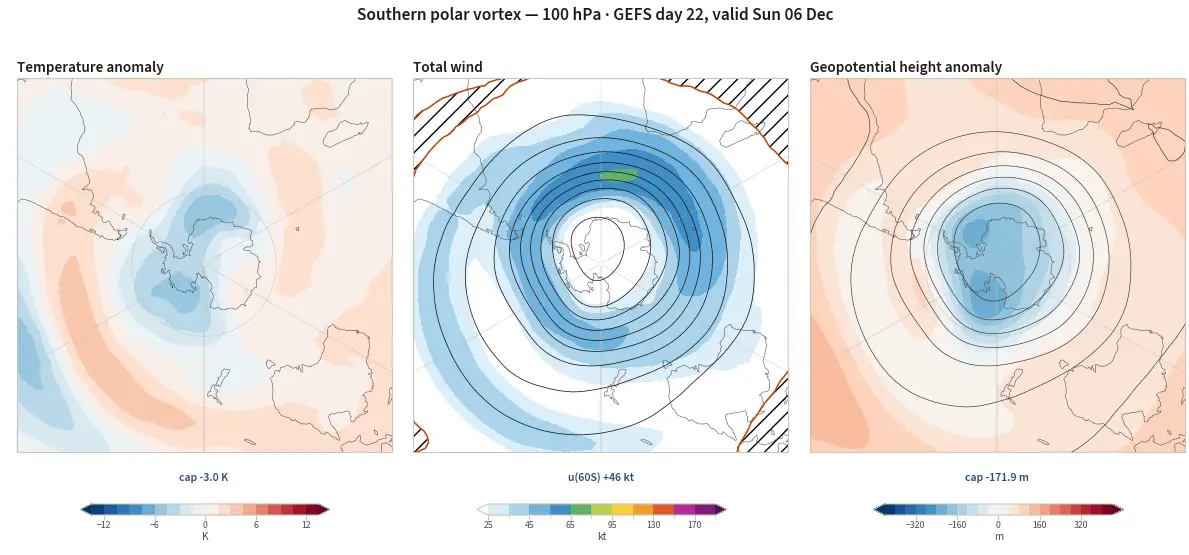 Southern polar vortex — 100 hPa · GEFS day 22, valid Sun 06 Dec
Temperature anomaly
Total wind
Geopotential height anomaly
cap -3.0 K
u(60S) +46 kt
cap -171.9 m
−12 −6 0 6 12
K
25 45 65 95 130 170
kt
−320 −160 0 160 320
m